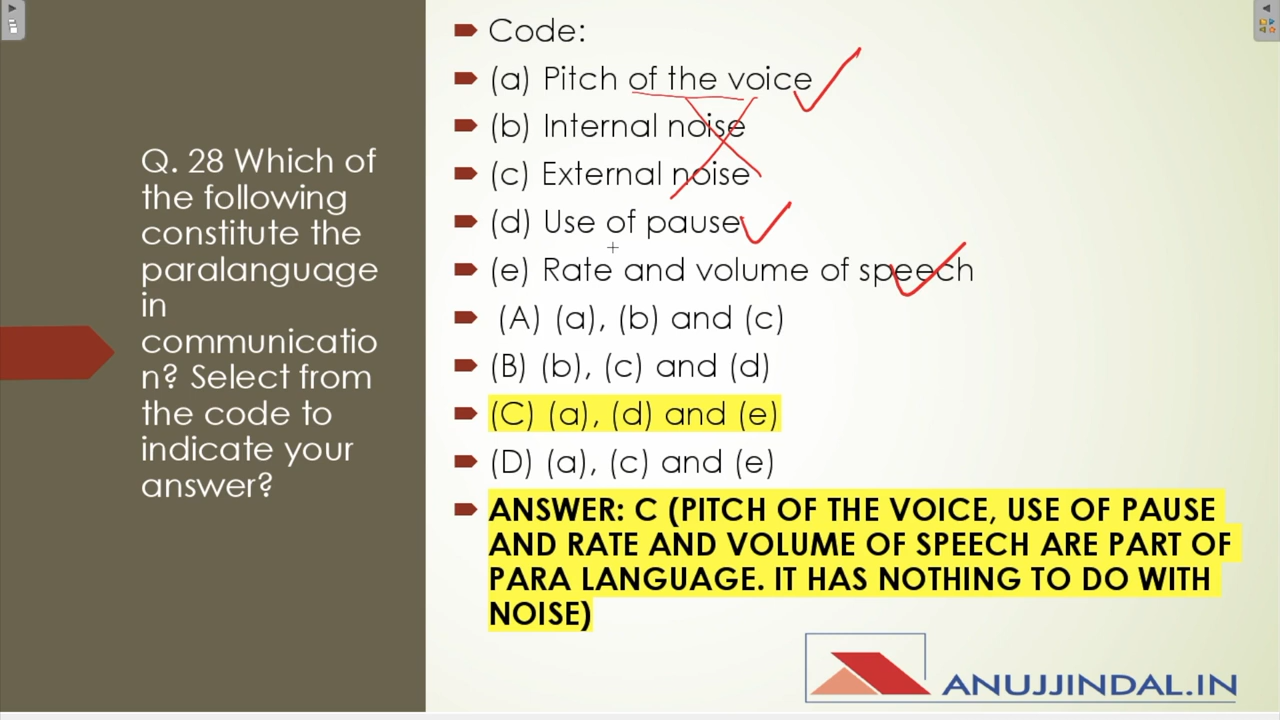 Q. 28 Which of
the following
constitute the
paralanguage
in
communicatio
n? Select from
the code to
indicate your
answer?
Code:
(a) Pitch of the voice
(b) Internal noise
(c) External noise
(d) Use of pause
(e) Rate and volume of speech
(A) (a), (b) and (c)
(B) (b), (c) and (d)
(C) (a), (d) and (e)
(D) (a), (c) and (e)
ANSWER: C (PITCH OF THE VOICE, USE OF PAUSE
AND RATE AND VOLUME OF SPEECH ARE PART OF
PARA LANGUAGE. IT HAS NOTHING TO DO WITH
NOISE)
ANUJJINDAL.IN